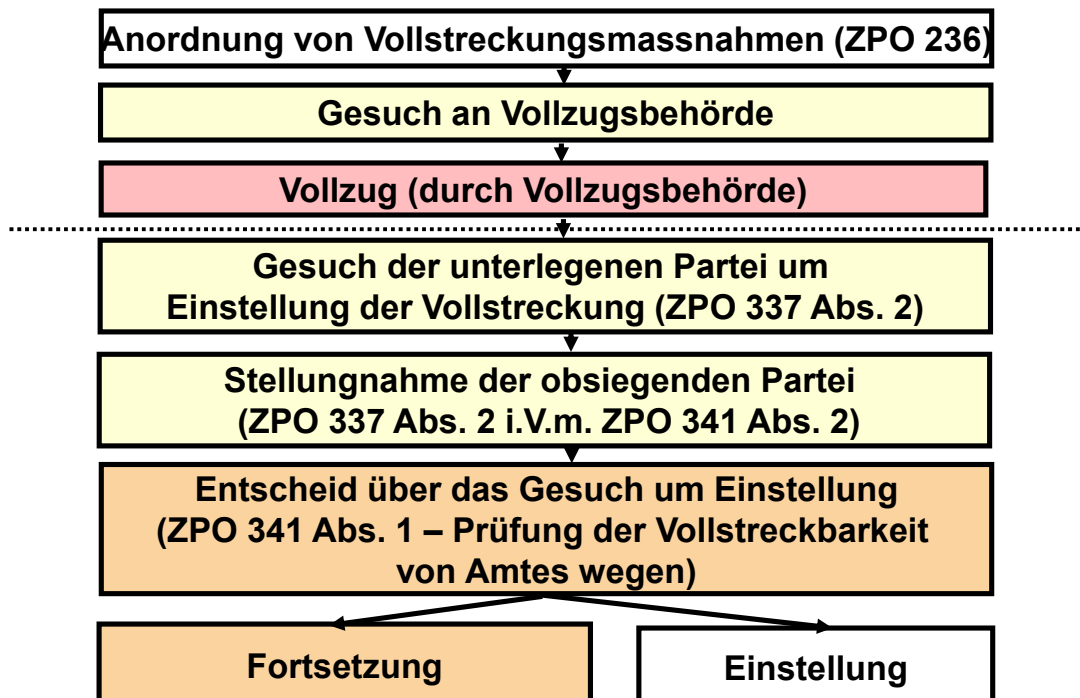 Anordnung von Vollstreckungsmassnahmen (ZPO 236)
Gesuch an Vollzugsbehörde
Vollzug (durch Vollzugsbehörde)
Gesuch der unterlegenen Partei um
Einstellung der Vollstreckung (ZPO 337 Abs. 2)
Stellungnahme der obsiegenden Partei
(ZPO 337 Abs. 2 i.V.m. ZPO 341 Abs. 2)
Entscheid über das Gesuch um Einstellung
(ZPO 341 Abs. 1 – Prüfung der Vollstreckbarkeit
von Amtes wegen)
Fortsetzung
Einstellung